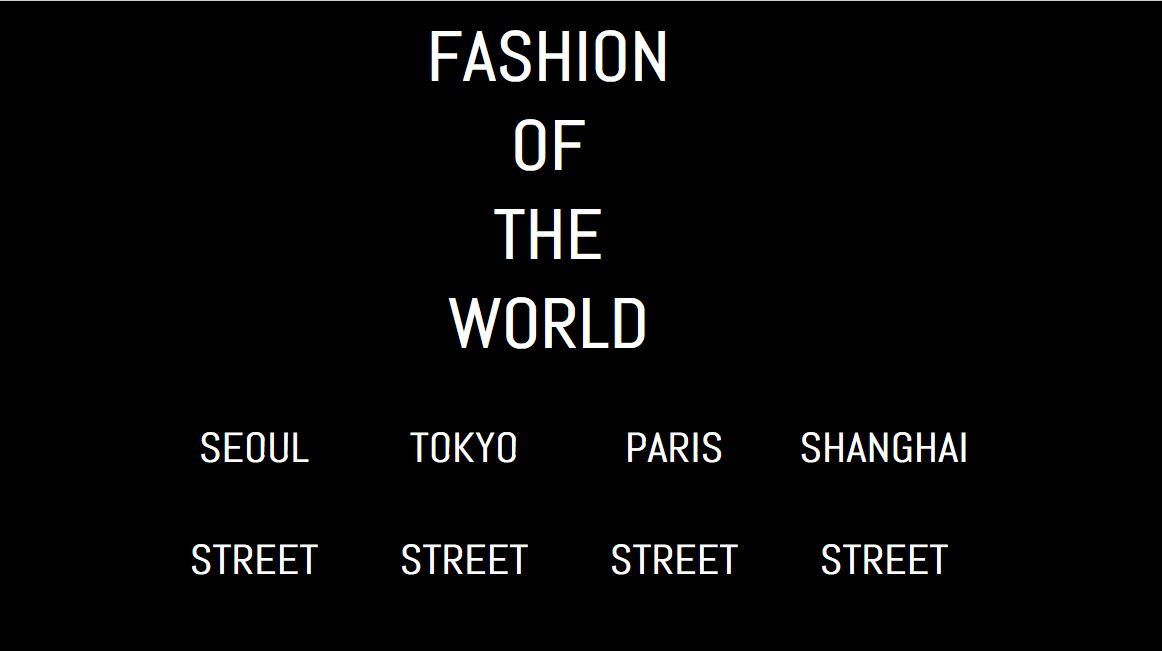 FASHION
OF
THE
WORLD
SEOUL TOKYO PARIS SHANGHAI
STREET STREET STREET STREET